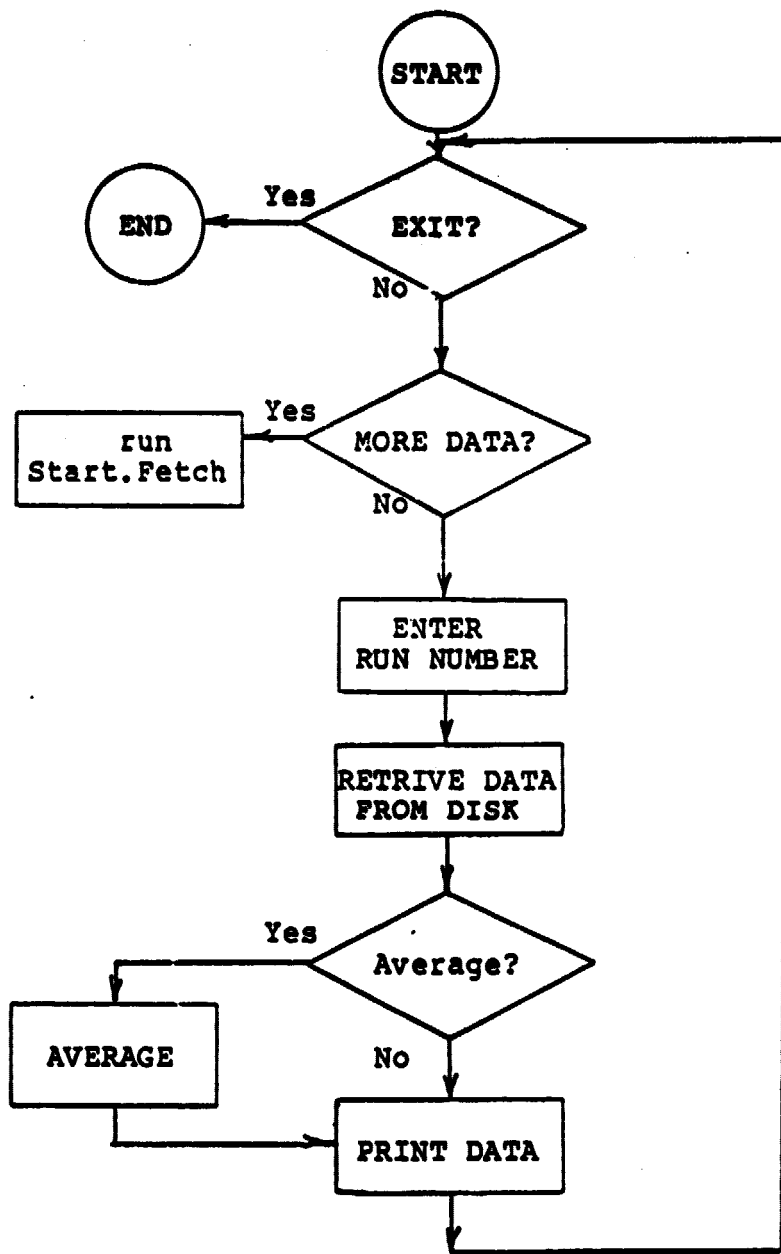 START
Yes
END
EXIT?
No
Yes
run
Start.Fetch
MORE DATA?
No
ENTER
RUN NUMBER
RETRIVE DATA
FROM DISK
Yes
Average?
AVERAGE
No
PRINT DATA